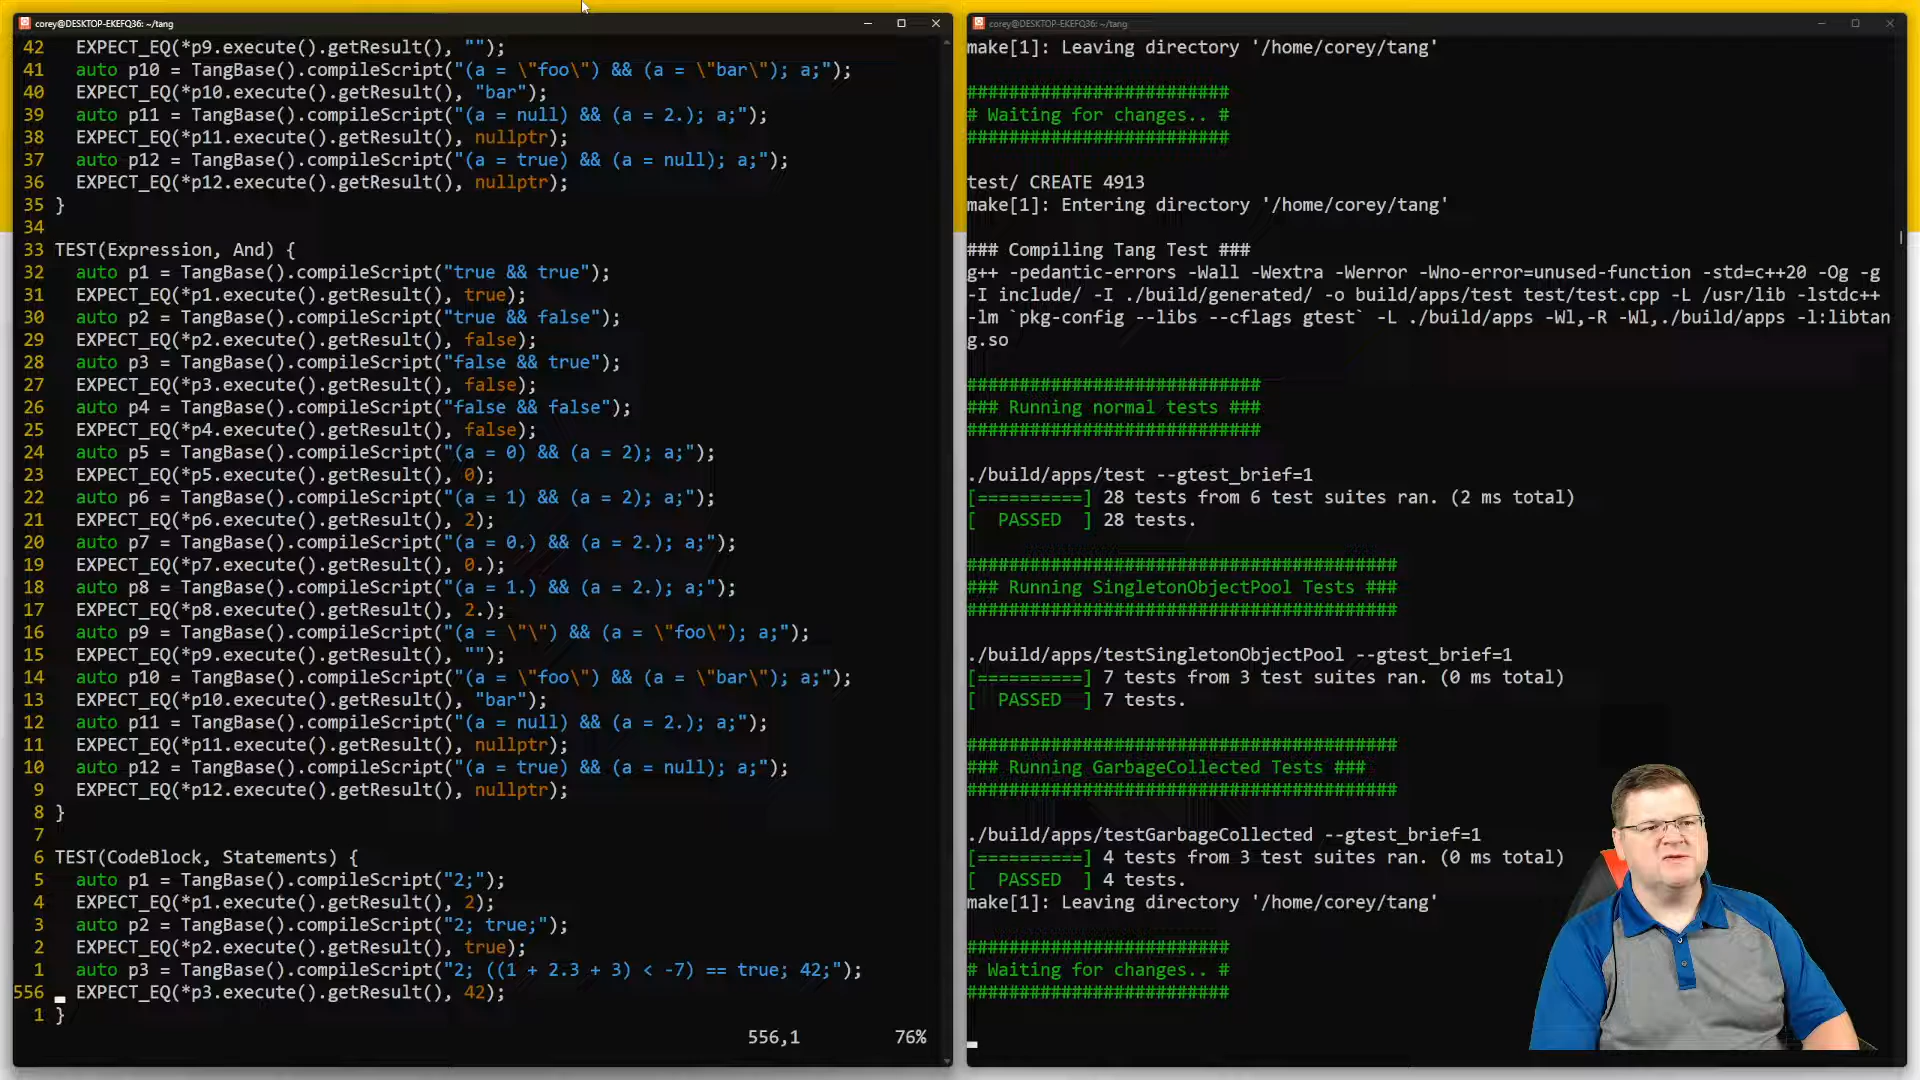 corey@DESKTOP-EKEFQ36: ~/tang
42 EXPECT_EQ(*p9.execute().getResult(), "");
41 auto p10 = TangBase().compileScript("(a = \"foo\") && (a = \"bar\"); a;");
40 EXPECT_EQ(*p10.execute().getResult(), "bar");
39 auto p11 = TangBase().compileScript("(a = null) && (a = 2.); a;");
38 EXPECT_EQ(*p11.execute().getResult(), nullptr);
37 auto p12 = TangBase().compileScript("(a = true) && (a = null); a;");
36 EXPECT_EQ(*p12.execute().getResult(), nullptr);
35 }
34
33 TEST(Expression, And) {
32 auto p1 = TangBase().compileScript("true && true");
31 EXPECT_EQ(*p1.execute().getResult(), true);
30 auto p2 = TangBase().compileScript("true && false");
29 EXPECT_EQ(*p2.execute().getResult(), false);
28 auto p3 = TangBase().compileScript("false && true");
27 EXPECT_EQ(*p3.execute().getResult(), false);
26 auto p4 = TangBase().compileScript("false && false");
25 EXPECT_EQ(*p4.execute().getResult(), false);
24 auto p5 = TangBase().compileScript("(a = 0) && (a = 2); a;");
23 EXPECT_EQ(*p5.execute().getResult(), 0);
22 auto p6 = TangBase().compileScript("(a = 1) && (a = 2); a;");
21 EXPECT_EQ(*p6.execute().getResult(), 2);
20 auto p7 = TangBase().compileScript("(a = 0.) && (a = 2.); a;");
19 EXPECT_EQ(*p7.execute().getResult(), 0.);
18 auto p8 = TangBase().compileScript("(a = 1.) && (a = 2.); a;");
17 EXPECT_EQ(*p8.execute().getResult(), 2.);
16 auto p9 = TangBase().compileScript("(a = \"\") && (a = \"foo\"); a;");
15 EXPECT_EQ(*p9.execute().getResult(), "");
14 auto p10 = TangBase().compileScript("(a = \"foo\") && (a = \"bar\"); a;");
13 EXPECT_EQ(*p10.execute().getResult(), "bar");
12 auto p11 = TangBase().compileScript("(a = null) && (a = 2.); a;");
11 EXPECT_EQ(*p11.execute().getResult(), nullptr);
10 auto p12 = TangBase().compileScript("(a = true) && (a = null); a;");
9 EXPECT_EQ(*p12.execute().getResult(), nullptr);
8 }
7
6 TEST(CodeBlock, Statements) {
5 auto p1 = TangBase().compileScript("2;");
4 EXPECT_EQ(*p1.execute().getResult(), 2);
3 auto p2 = TangBase().compileScript("2; true;");
2 EXPECT_EQ(*p2.execute().getResult(), true);
1 auto p3 = TangBase().compileScript("2; ((1 + 2.3 + 3) < -7) == true; 42;");
556 EXPECT_EQ(*p3.execute().getResult(), 42);
1 }
556,1 76%
corey@DESKTOP-EKEFQ36: ~/tang
make[1]: Leaving directory '/home/corey/tang'
#########################
# Waiting for changes.. #
#########################
test/ CREATE 4913
make[1]: Entering directory '/home/corey/tang'
### Compiling Tang Test ###
g++ -pedantic-errors -Wall -Wextra -Werror -Wno-error=unused-function -std=c++20 -Og -g
-I include/ -I ./build/generated/ -o build/apps/test test/test.cpp -L /usr/lib -lstdc++
-lm `pkg-config --libs --cflags gtest` -L ./build/apps -Wl,-R -Wl,./build/apps -l:libtan
g.so
############################
### Running normal tests ###
############################
./build/apps/test --gtest_brief=1
[==========] 28 tests from 6 test suites ran. (2 ms total)
[  PASSED  ] 28 tests.
#########################################
### Running SingletonObjectPool Tests ###
#########################################
./build/apps/testSingletonObjectPool --gtest_brief=1
[==========] 7 tests from 3 test suites ran. (0 ms total)
[  PASSED  ] 7 tests.
#########################################
### Running GarbageCollected Tests ###
#########################################
./build/apps/testGarbageCollected --gtest_brief=1
[==========] 4 tests from 3 test suites ran. (0 ms total)
[  PASSED  ] 4 tests.
make[1]: Leaving directory '/home/corey/tang'
#########################
# Waiting for changes.. #
#########################